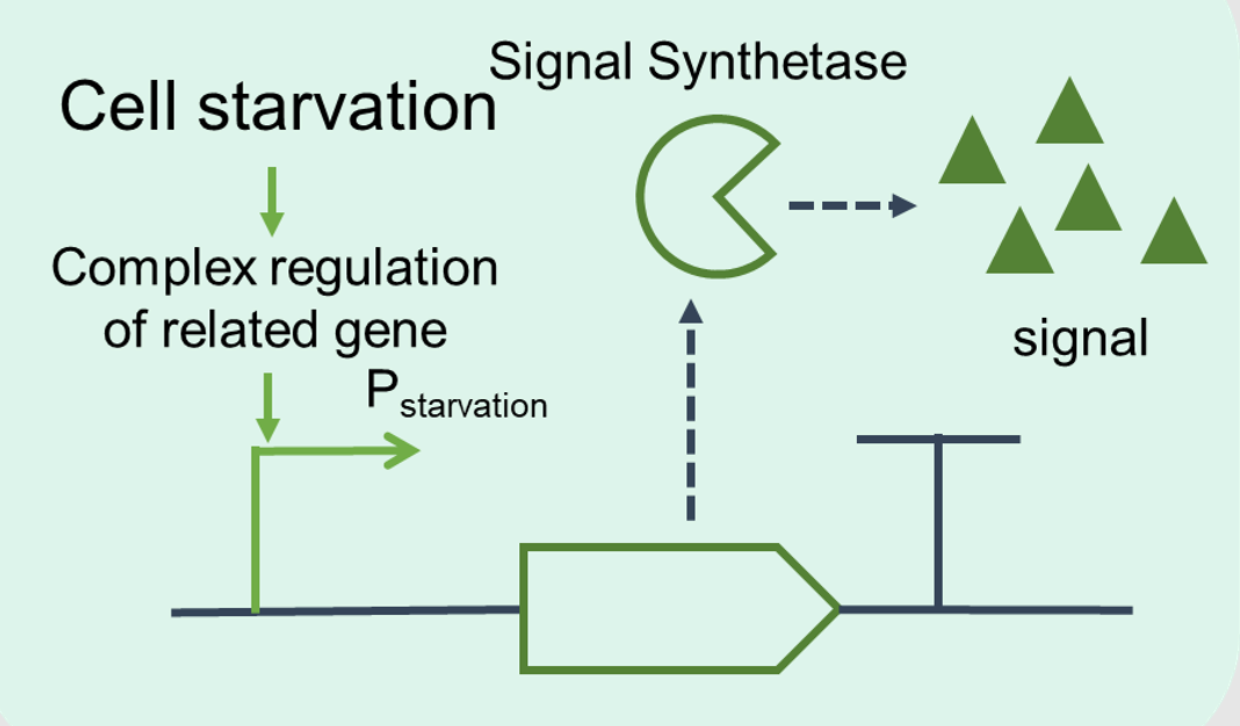 Signal Synthetase
Cell starvation
Complex regulation
of related gene
Pstarvation
signal